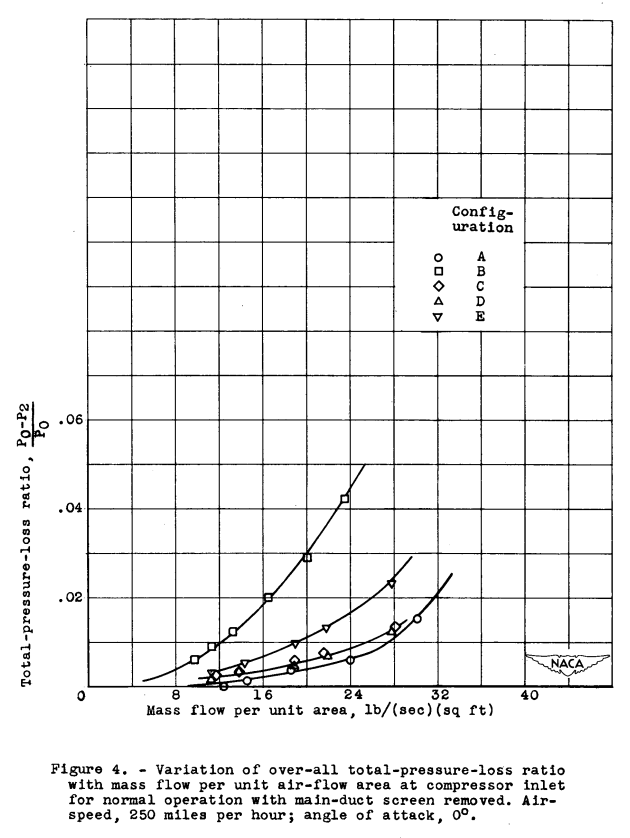 Config-
uration
A
B
C
D
E
Total-pressure-loss ratio, P0-P2
P0
.06
.04
.02
0 8 16 24 32 40
NACA
Mass flow per unit area, lb/(sec)(sq ft)
Figure 4. - Variation of over-all total-pressure-loss ratio
with mass flow per unit air-flow area at compressor inlet
for normal operation with main-duct screen removed. Air-
speed, 250 miles per hour; angle of attack, 0°.